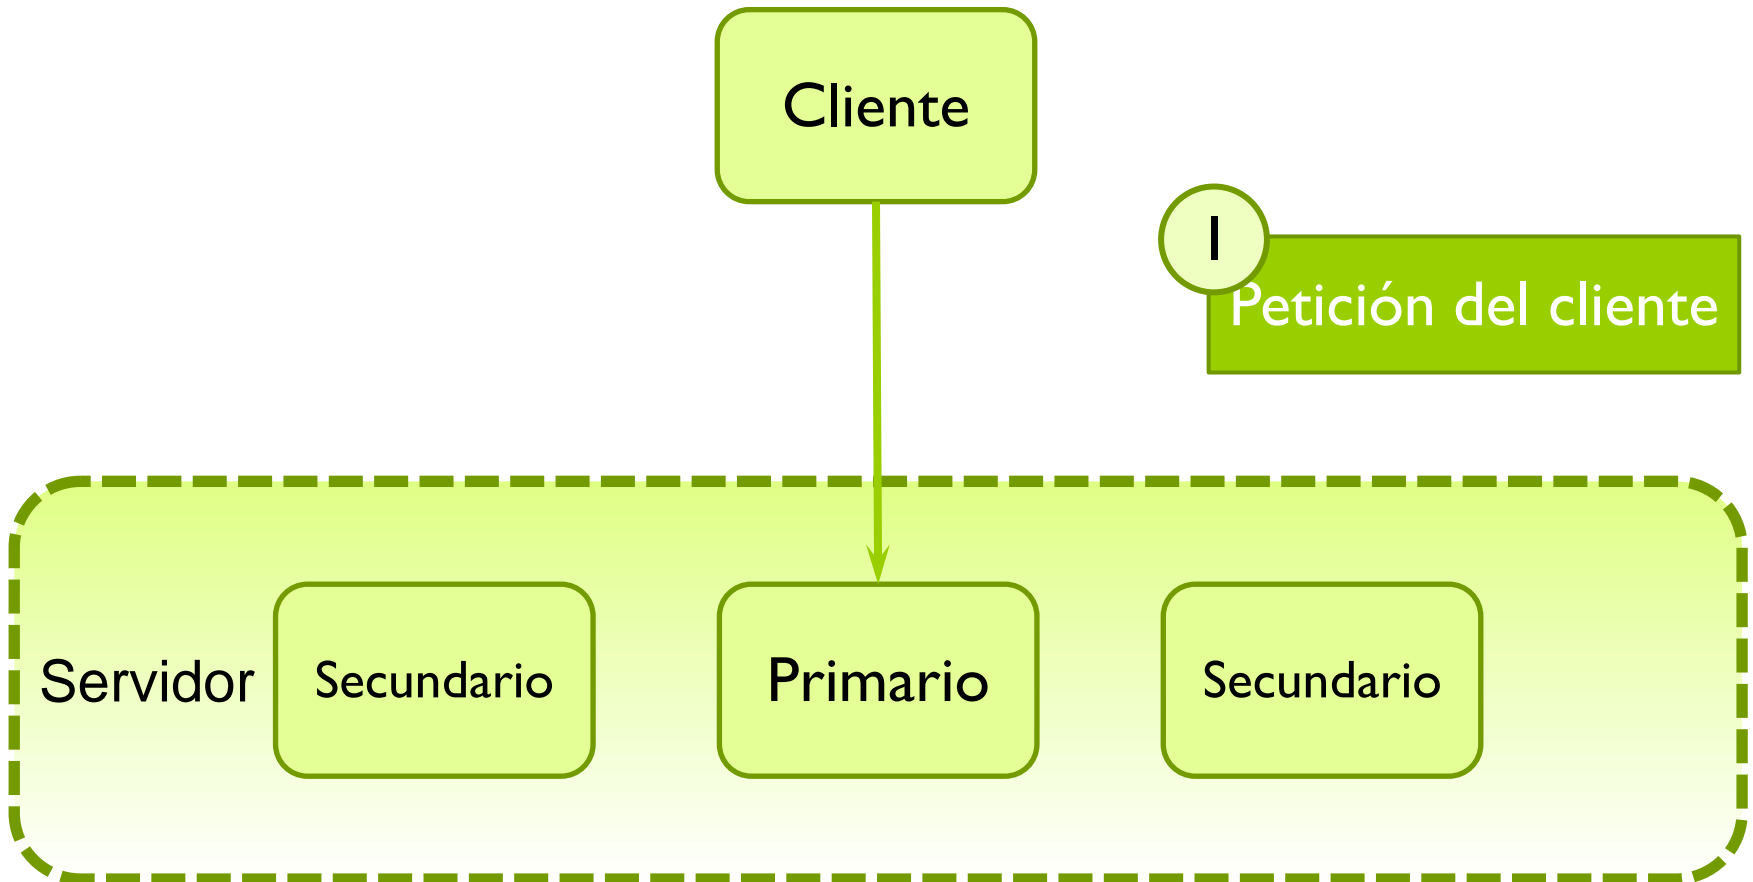 Cliente
1
Petición del cliente
Servidor
Secundario
Primario
Secundario